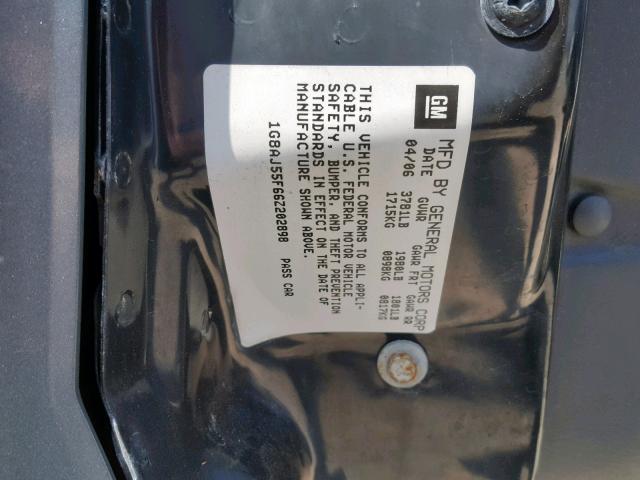 GM MFD BY GENERAL MOTORS CORP
DATE GVWR GAWR FRT GAWR RR
04/06 3781LB 1980LB 1801LB
1715KG 0898KG 0817KG
THIS VEHICLE CONFORMS TO ALL APPLI-
CABLE U.S. FEDERAL MOTOR VEHICLE
SAFETY, BUMPER, AND THEFT PREVENTION
STANDARDS IN EFFECT ON THE DATE OF
MANUFACTURE SHOWN ABOVE.
1G8AJ55F66Z202898 PASS CAR